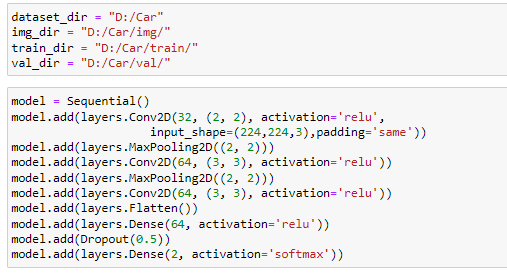 dataset_dir = "D:/Car"
img_dir = "D:/Car/img/"
train_dir = "D:/Car/train/"
val_dir = "D:/Car/val/"
model = Sequential()
model.add(layers.Conv2D(32, (2, 2), activation='relu',
input_shape=(224,224,3),padding='same'))
model.add(layers.MaxPooling2D((2, 2)))
model.add(layers.Conv2D(64, (3, 3), activation='relu'))
model.add(layers.MaxPooling2D((2, 2)))
model.add(layers.Conv2D(64, (3, 3), activation='relu'))
model.add(layers.Flatten())
model.add(layers.Dense(64, activation='relu'))
model.add(Dropout(0.5))
model.add(layers.Dense(2, activation='softmax'))